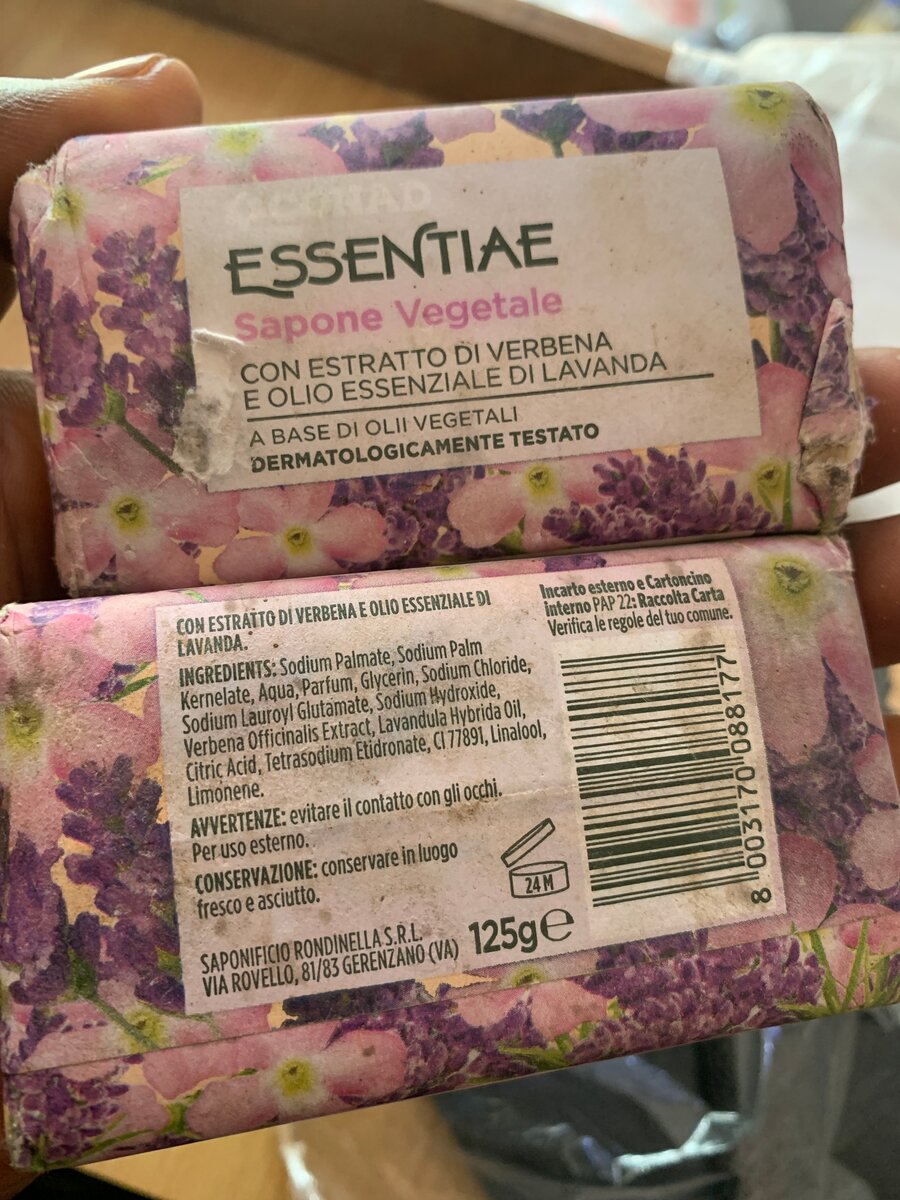 CONAD
ESSENTIAE
Sapone Vegetale
CON ESTRATTO DI VERBENA
E OLIO ESSENZIALE DI LAVANDA
A BASE DI OLII VEGETALI
DERMATOLOGICAMENTE TESTATO
CON ESTRATTO DI VERBENA E OLIO ESSENZIALE DI
LAVANDA.
INGREDIENTS: Sodium Palmate, Sodium Palm
Kernelate, Aqua, Parfum, Glycerin, Sodium Chloride,
Sodium Lauroyl Glutamate, Sodium Hydroxide,
Verbena Officinalis Extract, Lavandula Hybrida Oil,
Citric Acid, Tetrasodium Etidronate, CI 77891, Linalool,
Limonene.
AVVERTENZE: evitare il contatto con gli occhi.
Per uso esterno.
CONSERVAZIONE: conservare in luogo
fresco e asciutto.
24 M
SAPONIFICIO RONDINELLA S.R.L.
VIA ROVELLO, 81/83 GERENZANO (VA)
125g℮
Incarto esterno e Cartoncino
interno PAP 22: Raccolta Carta
Verifica le regole del tuo comune.
8 003170 088177